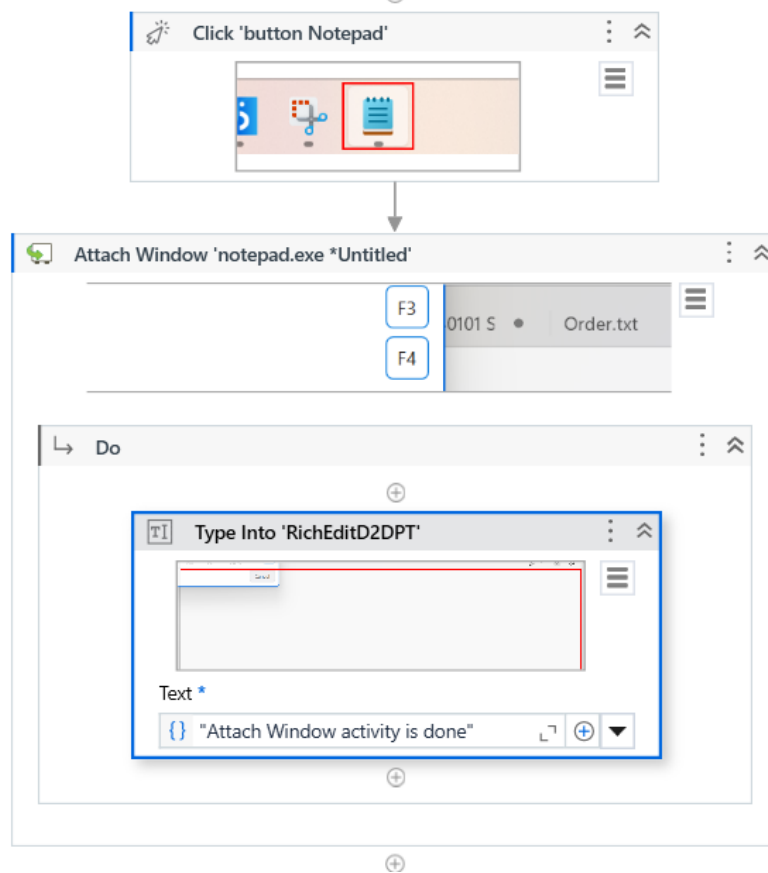 Click 'button Notepad'
Attach Window 'notepad.exe *Untitled'
F3
0101 S
Order.txt
F4
Do
Type Into 'RichEditD2DPT'
Text *
{} "Attach Window activity is done"